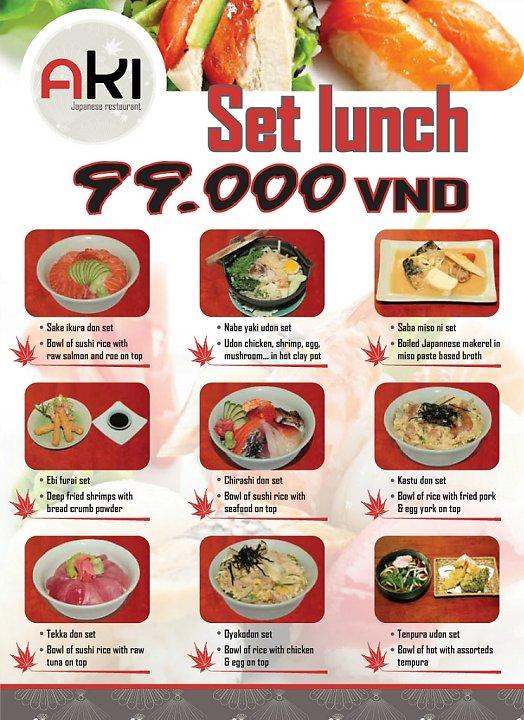 AKI
Japanese restaurant
Set lunch
99.000 VND
• Sake ikura don set
• Bowl of sushi rice with
raw salmon and roe on top
• Nabe yaki udon set
• Udon chicken, shrimp, egg,
mushroom... in hot clay pot
• Saba miso ni set
• Boiled Japannese makerel in
miso paste based broth
• Ebi furai set
• Deep fried shrimps with
bread crumb powder
• Chirashi don set
• Bowl of sushi rice with
seafood on top
• Kastu don set
• Bowl of rice with fried pork
& egg york on top
• Tekka don set
• Bowl of sushi rice with raw
tuna on top
• Oyakodon set
• Bowl of rice with chicken
& egg on top
• Tenpura udon set
• Bowl of hot with assorteds
tempura